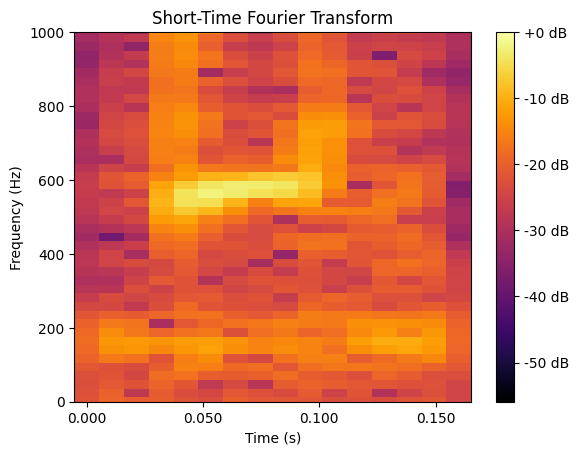 Short-Time Fourier Transform
1000
800
600
400
200
0
Frequency (Hz)
0.000
0.050
0.100
0.150
Time (s)
+0 dB
-10 dB
-20 dB
-30 dB
-40 dB
-50 dB